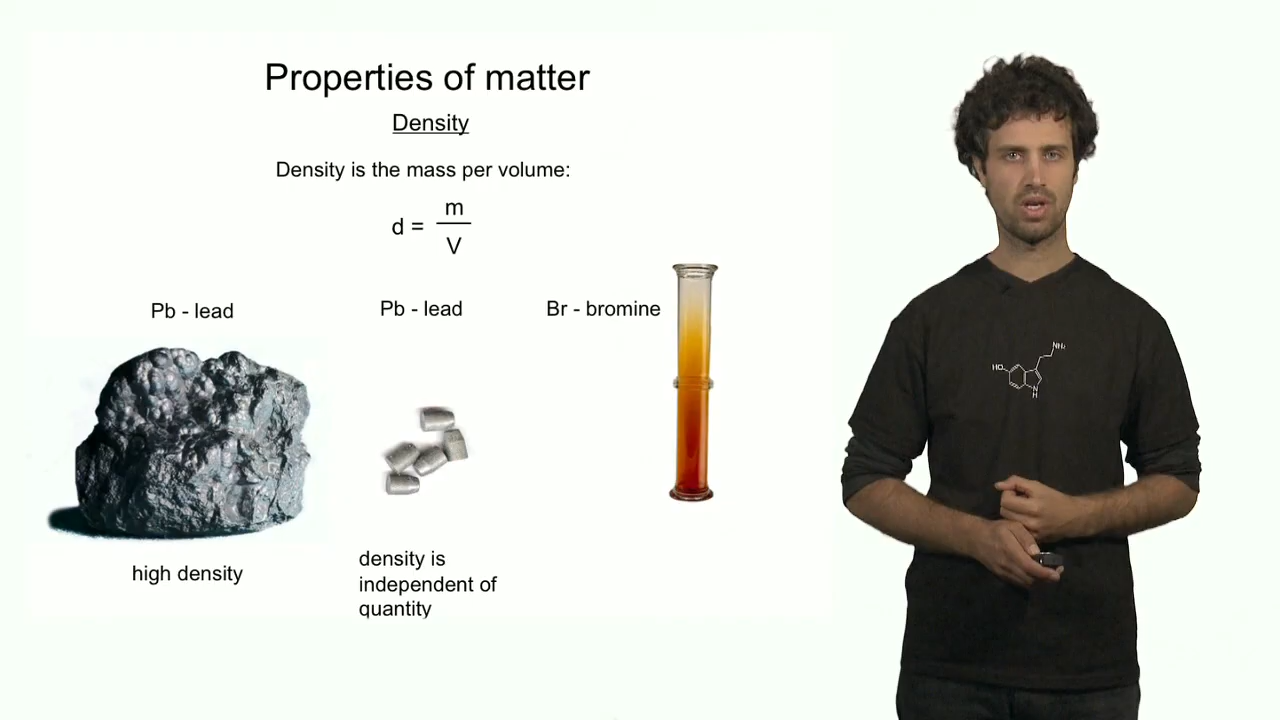 Properties of matter
Density
Density is the mass per volume:
d = m
V
Pb - lead
Pb - lead
Br - bromine
high density
density is
independent of
quantity
HO
NH₂
N
H